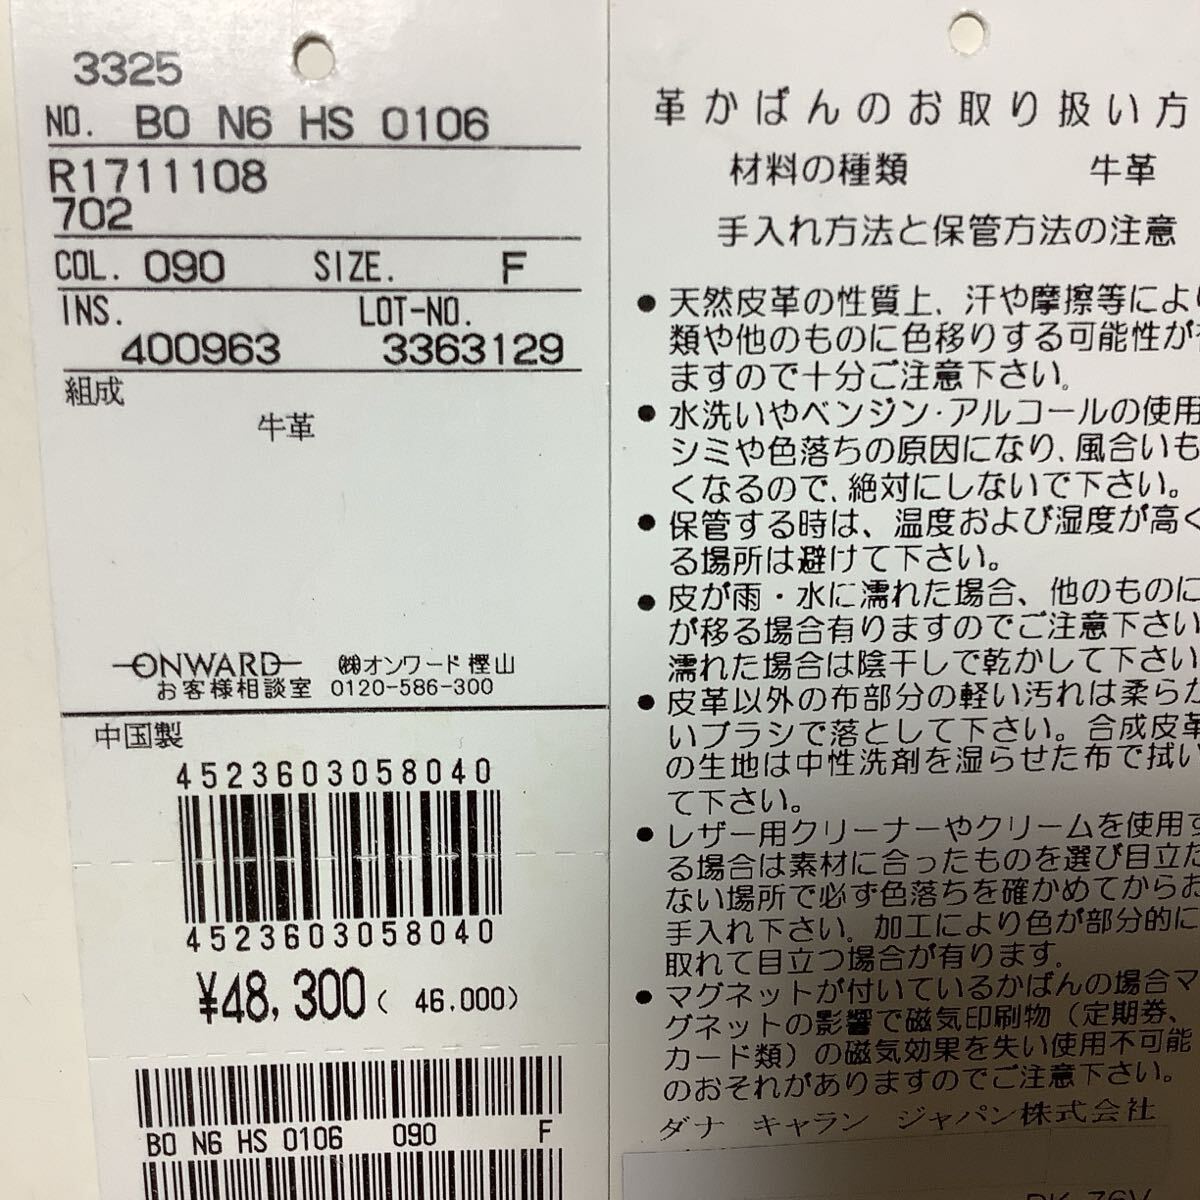 3325
NO. BO N6 HS 0106
R1711108
702
COL. 090 SIZE. F
INS. LOT-NO.
400963 3363129
組成
牛革
ONWARD ㈱オンワード樫山
お客様相談室 0120-586-300
中国製
4523603058040
4523603058040
¥48,300( 46,000)
BO N6 HS 0106 090 F
革かばんのお取り扱い方
材料の種類 牛革
手入れ方法と保管方法の注意
● 天然皮革の性質上、汗や摩擦等により
類や他のものに色移りする可能性が
ますので十分ご注意下さい。
● 水洗いやベンジン・アルコールの使用
シミや色落ちの原因になり、風合いも
くなるので、絶対にしないで下さい。
● 保管する時は、温度および湿度が高く
る場所は避けて下さい。
● 皮が雨・水に濡れた場合、他のものに
が移る場合有りますのでご注意下さい
濡れた場合は陰干しで乾かして下さい
● 皮革以外の布部分の軽い汚れは柔らか
いブラシで落として下さい。合成皮革
の生地は中性洗剤を湿らせた布で拭い
て下さい。
● レザー用クリーナーやクリームを使用す
る場合は素材に合ったものを選び目立た
ない場所で必ず色落ちを確かめてからお
手入れ下さい。加工により色が部分的に
取れて目立つ場合が有ります。
● マグネットが付いているかばんの場合マ
グネットの影響で磁気印刷物（定期券、
カード類）の磁気効果を失い使用不可能
のおそれがありますのでご注意下さい。
ダナ キャラン ジャパン株式会社